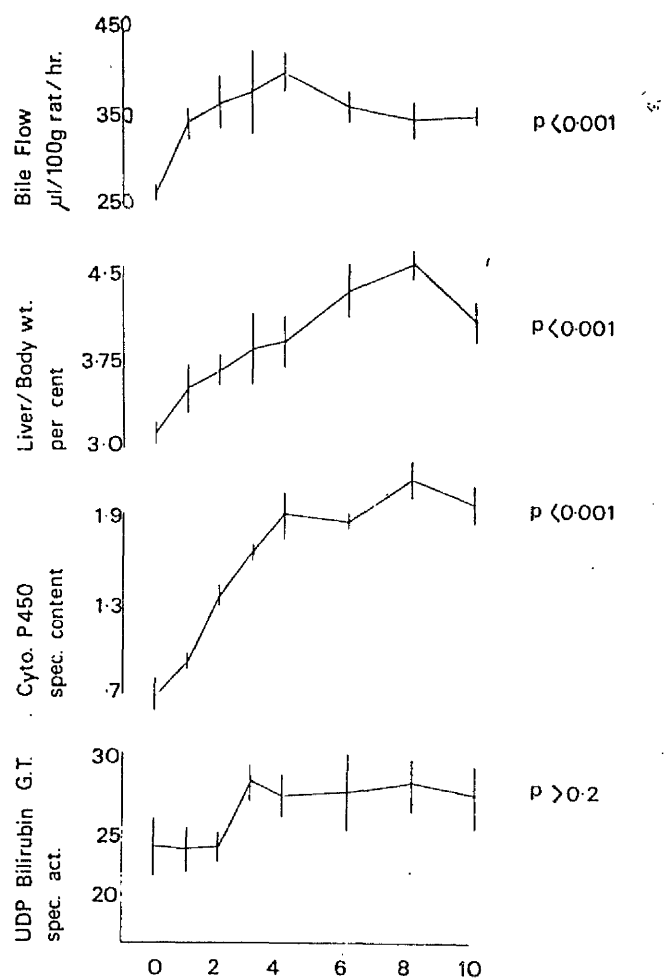 Bile Flow
µl/100g rat/hr.
450
350
250
p <0·001
Liver/Body wt.
per cent
4·5
3·75
3·0
p <0·001
Cyto. P450
spec. content
1·9
1·3
·7
p <0·001
UDP Bilirubin G.T.
spec. act.
30
25
20
p >0·2
0 2 4 6 8 10